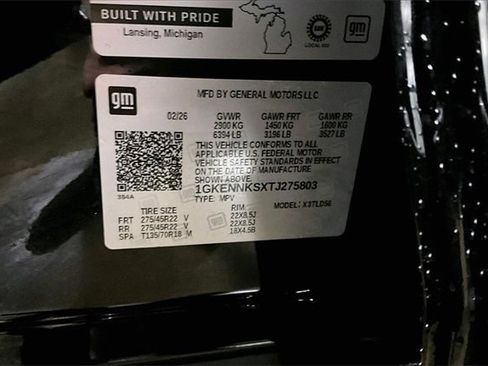 BUILT WITH PRIDE
Lansing, Michigan
gm
gm
MFD BY GENERAL MOTORS LLC
02/26 GVWR GAWR FRT GAWR RR
2900 KG 1450 KG 1600 KG
6394 LB 3196 LB 3527 LB
THIS VEHICLE CONFORMS TO ALL
APPLICABLE U.S. FEDERAL MOTOR
VEHICLE SAFETY STANDARDS IN EFFECT
ON THE DATE OF MANUFACTURE
SHOWN ABOVE.
1GKENNKSXTJ275803
TYPE: MPV MODEL: X3TLD56
TIRE SIZE RIM
FRT 275/45R22 V 22X8.5J
RR 275/45R22 V 22X8.5J
SPA T135/70R18 M 18X4.5B